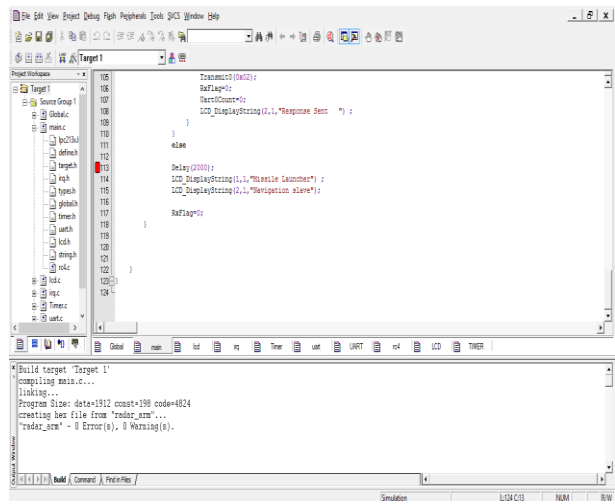 File Edit View Project Debug Flash Peripherals Tools SVCS Window Help
Target 1
Project Workspace
Target 1
Source Group 1
Global.c
main.c
define.h
target.h
irq.h
types.h
global.h
timer.h
uart.h
lcd.h
string.h
rc4.c
lcd.c
irq.c
Timer.c
uart.c
105 Transmit0(0x02);
106 RxFlag=0;
107 Uart0Count=0;
108 LCD_DisplayString(2,1,"Response Sent   ") ;
109 }
110 }
111 else
112
113 Delay(2000);
114 LCD_DisplayString(1,1,"Missile Launcher") ;
115 LCD_DisplayString(2,1,"Navigation slave");
116
117 RxFlag=0;
118 }
119
120
121
122 }
123 }
124
Global main lcd irq Timer uart UART rc4 LCD TIMER
Build target 'Target 1'
compiling main.c...
linking...
Program Size: data=1912 const=198 code=4824
creating hex file from "radar_arm"...
"radar_arm" - 0 Error(s), 0 Warning(s).
Output Window
Build Command Find in Files
Simulation L:124 C:13 NUM R/W